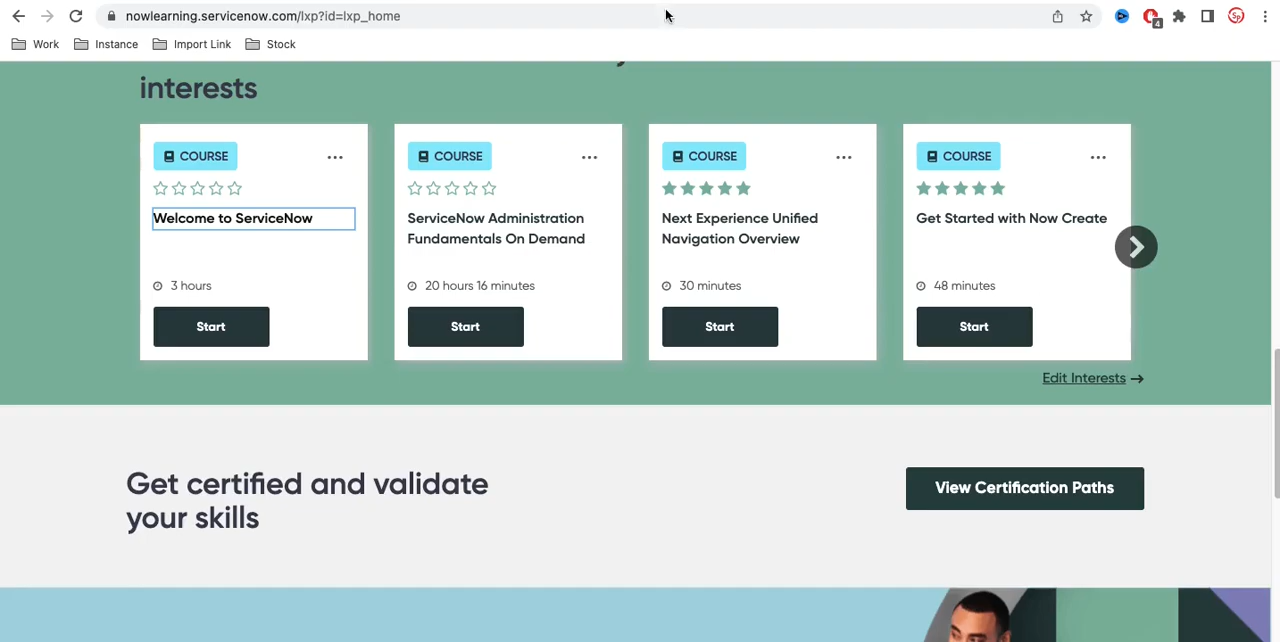 nowlearning.servicenow.com/lxp?id=lxp_home
4
Sp
Work Instance Import Link Stock
interests
COURSE
Welcome to ServiceNow
3 hours
Start
COURSE
ServiceNow Administration
Fundamentals On Demand
20 hours 16 minutes
Start
COURSE
Next Experience Unified
Navigation Overview
30 minutes
Start
COURSE
Get Started with Now Create
48 minutes
Start
Edit Interests
Get certified and validate
your skills
View Certification Paths